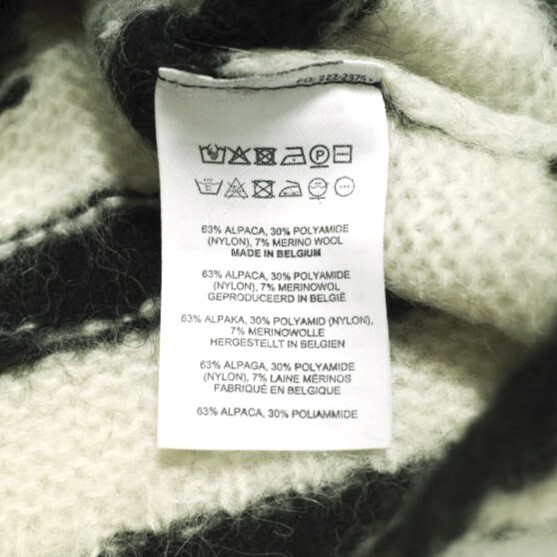 63% ALPACA, 30% POLYAMIDE
(NYLON), 7% MERINO WOOL
MADE IN BELGIUM
63% ALPACA, 30% POLYAMIDE
(NYLON), 7% MERINOWOL
GEPRODUCEERD IN BELGIË
63% ALPAKA, 30% POLYAMID (NYLON),
7% MERINOWOLLE
HERGESTELLT IN BELGIEN
63% ALPAGA, 30% POLYAMIDE
(NYLON), 7% LAINE MÉRINOS
FABRIQUÉ EN BELGIQUE
63% ALPACA, 30% POLIAMMIDE